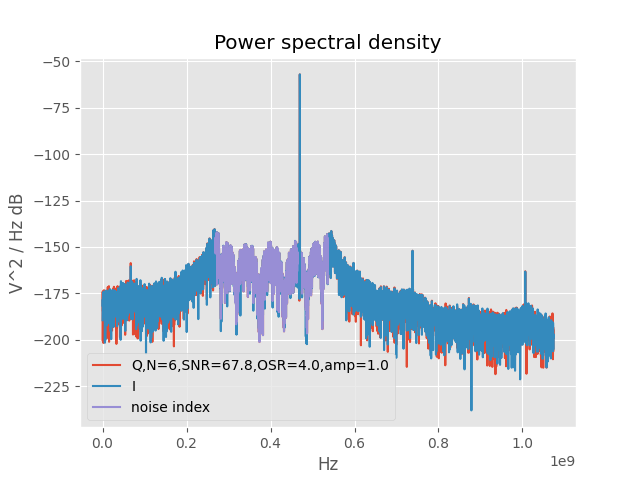 Power spectral density
V^2 / Hz dB
−50
−75
−100
−125
−150
−175
−200
−225
Q,N=6,SNR=67.8,OSR=4.0,amp=1.0
I
noise index
0.0 0.2 0.4 0.6 0.8 1.0
1e9
Hz